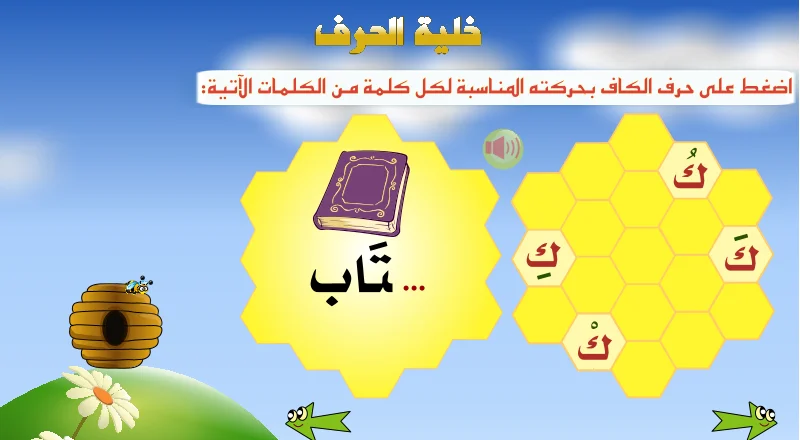 خلية الحرف
اضغط على حرف الكاف بحركته المناسبة لكل كلمة من الكلمات الآتية:
... تَاب
كُ
كِ
كَ
كْ